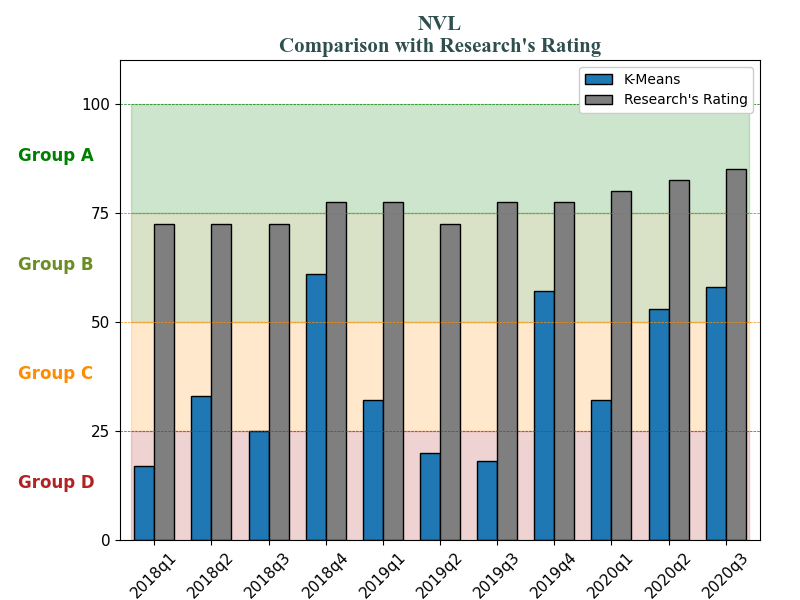 NVL
Comparison with Research's Rating
K-Means
Research's Rating
100
Group A
75
Group B
50
Group C
25
Group D
0
2018q1
2018q2
2018q3
2018q4
2019q1
2019q2
2019q3
2019q4
2020q1
2020q2
2020q3